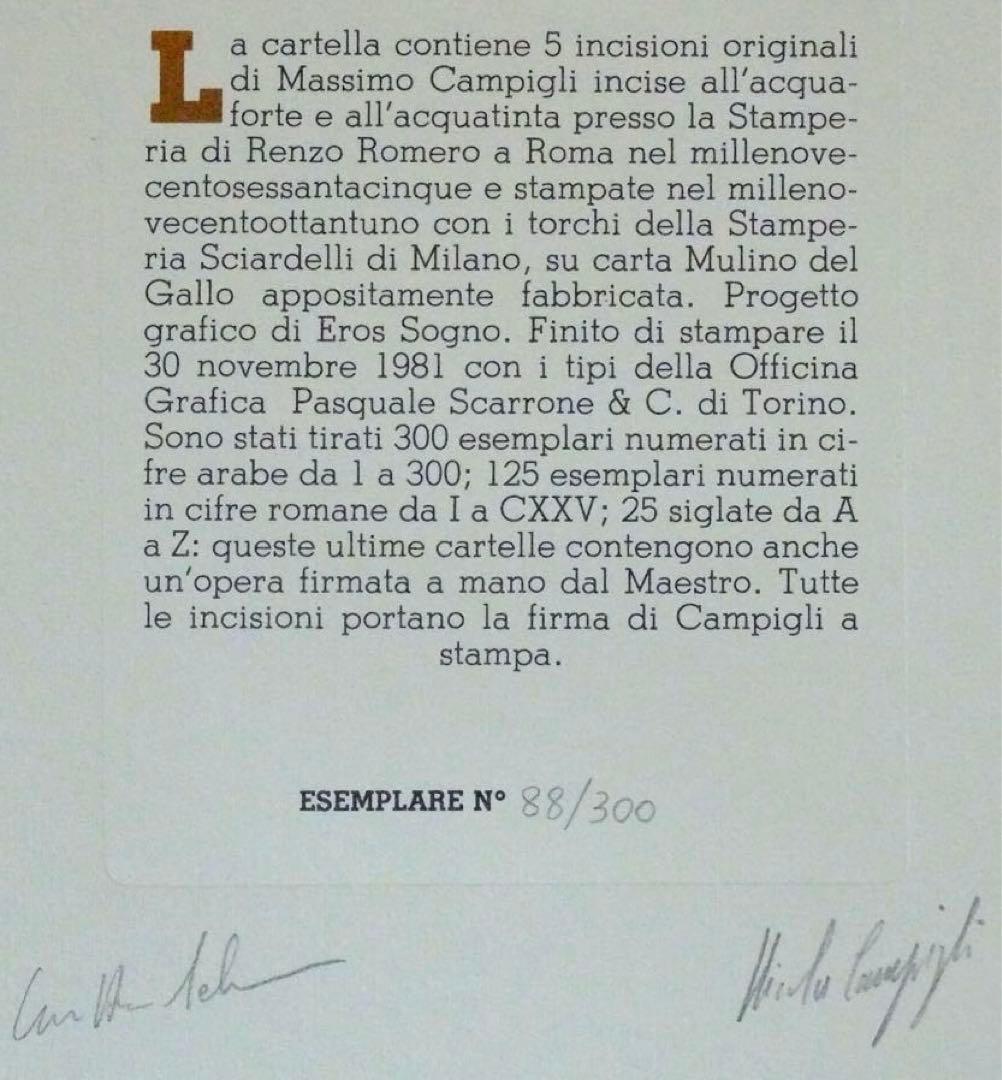 La cartella contiene 5 incisioni originali
di Massimo Campigli incise all'acqua-
forte e all'acquatinta presso la Stampe-
ria di Renzo Romero a Roma nel millenove-
centosessantacinque e stampate nel milleno-
vecentoottantuno con i torchi della Stampe-
ria Sciardelli di Milano, su carta Mulino del
Gallo appositamente fabbricata. Progetto
grafico di Eros Sogno. Finito di stampare il
30 novembre 1981 con i tipi della Officina
Grafica Pasquale Scarrone & C. di Torino.
Sono stati tirati 300 esemplari numerati in ci-
fre arabe da 1 a 300; 125 esemplari numerati
in cifre romane da I a CXXV; 25 siglate da A
a Z: queste ultime cartelle contengono anche
un'opera firmata a mano dal Maestro. Tutte
le incisioni portano la firma di Campigli a
stampa.
ESEMPLARE N° 88/300
Campigli